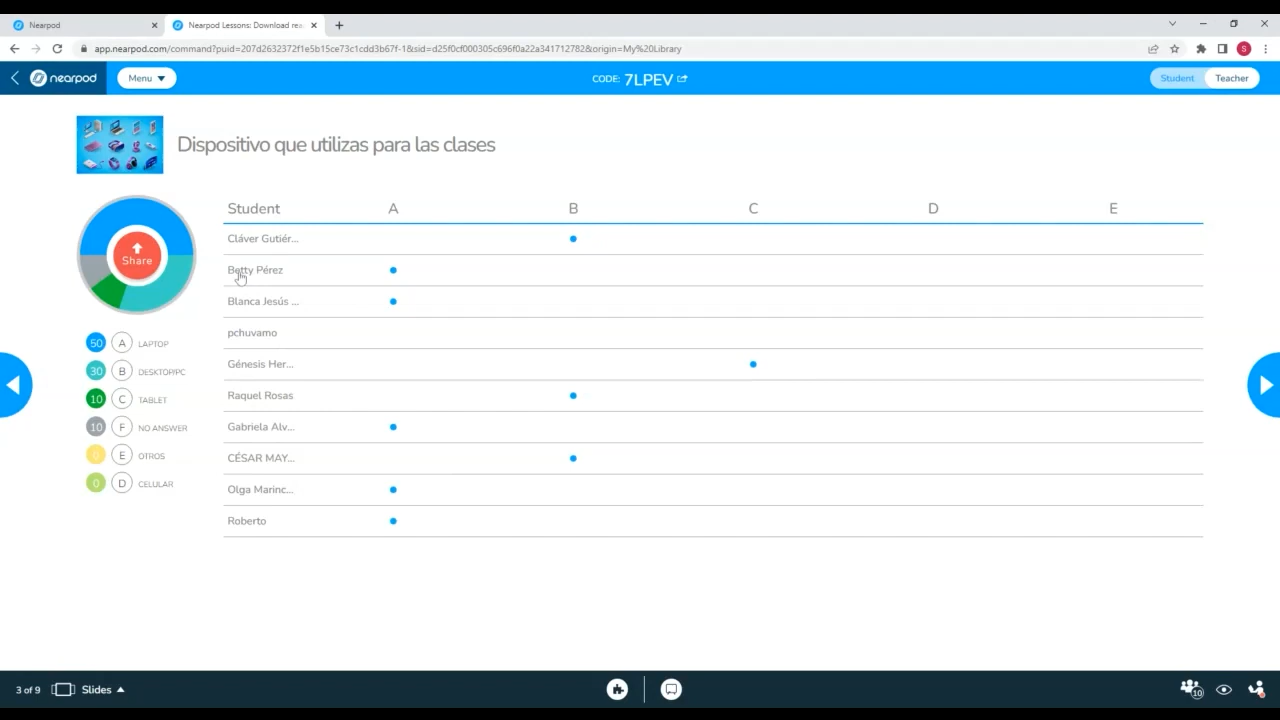 Nearpod
Nearpod Lessons: Download rea
app.nearpod.com/command?puid=207d2632372f1e5b15ce73c1cdd3b67f-1&sid=d25f0cf000305c696f0a22a341712782&origin=My%20Library
S
nearpod
Menu
CODE: 7LPEV
Student Teacher
Dispositivo que utilizas para las clases
Share
50 A LAPTOP
30 B DESKTOP/PC
10 C TABLET
10 F NO ANSWER
0 E OTROS
0 D CELULAR
Student A B C D E
Cláver Gutiér...
Betty Pérez
Blanca Jesús ...
pchuvamo
Génesis Her...
Raquel Rosas
Gabriela Alv...
CÉSAR MAY...
Olga Marinc...
Roberto
3 of 9 Slides
10